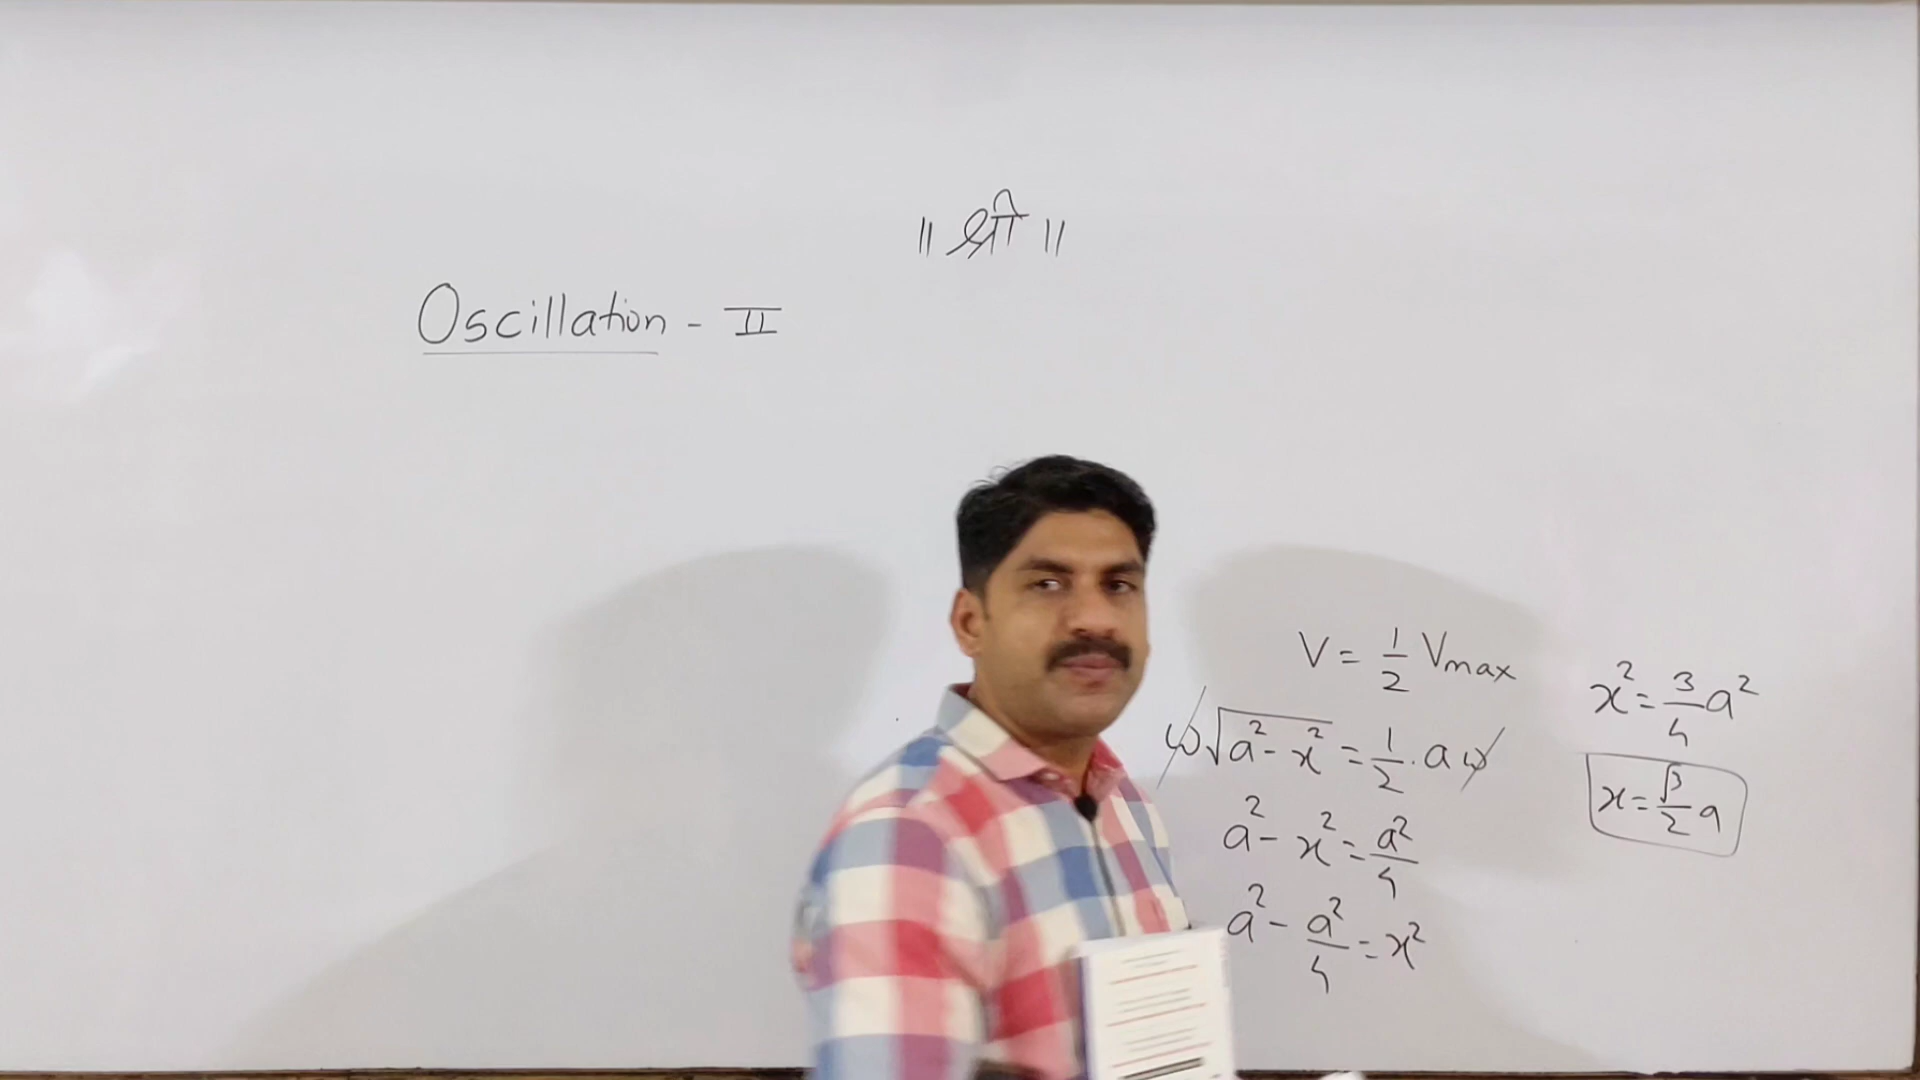 ॥ श्री ॥
Oscillation - II
V = 1/2 Vmax
ω√(a² - x²) = 1/2 . aω
a² - x² = a²/4
a² - a²/4 = x²
x² = 3/4 a²
x = √3/2 a